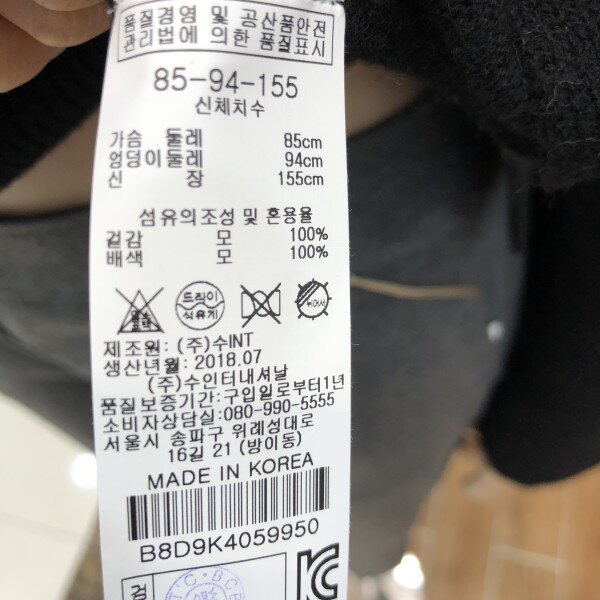 품질경영 및 공산품안전
관리법에 의한 품질표시
85-94-155
신체치수
가슴 둘레 85cm
엉덩이둘레 94cm
신 장 155cm
섬유의조성 및 혼용율
겉감 모 100%
배색 모 100%
드라이
석유계
제조원: (주)수INT
생산년월: 2018.07
(주)수인터내셔날
품질보증기간:구입일로부터1년
소비자상담실:080-990-5555
서울시 송파구 위례성대로
16길 21 (방이동)
MADE IN KOREA
B8D9K4059950
검